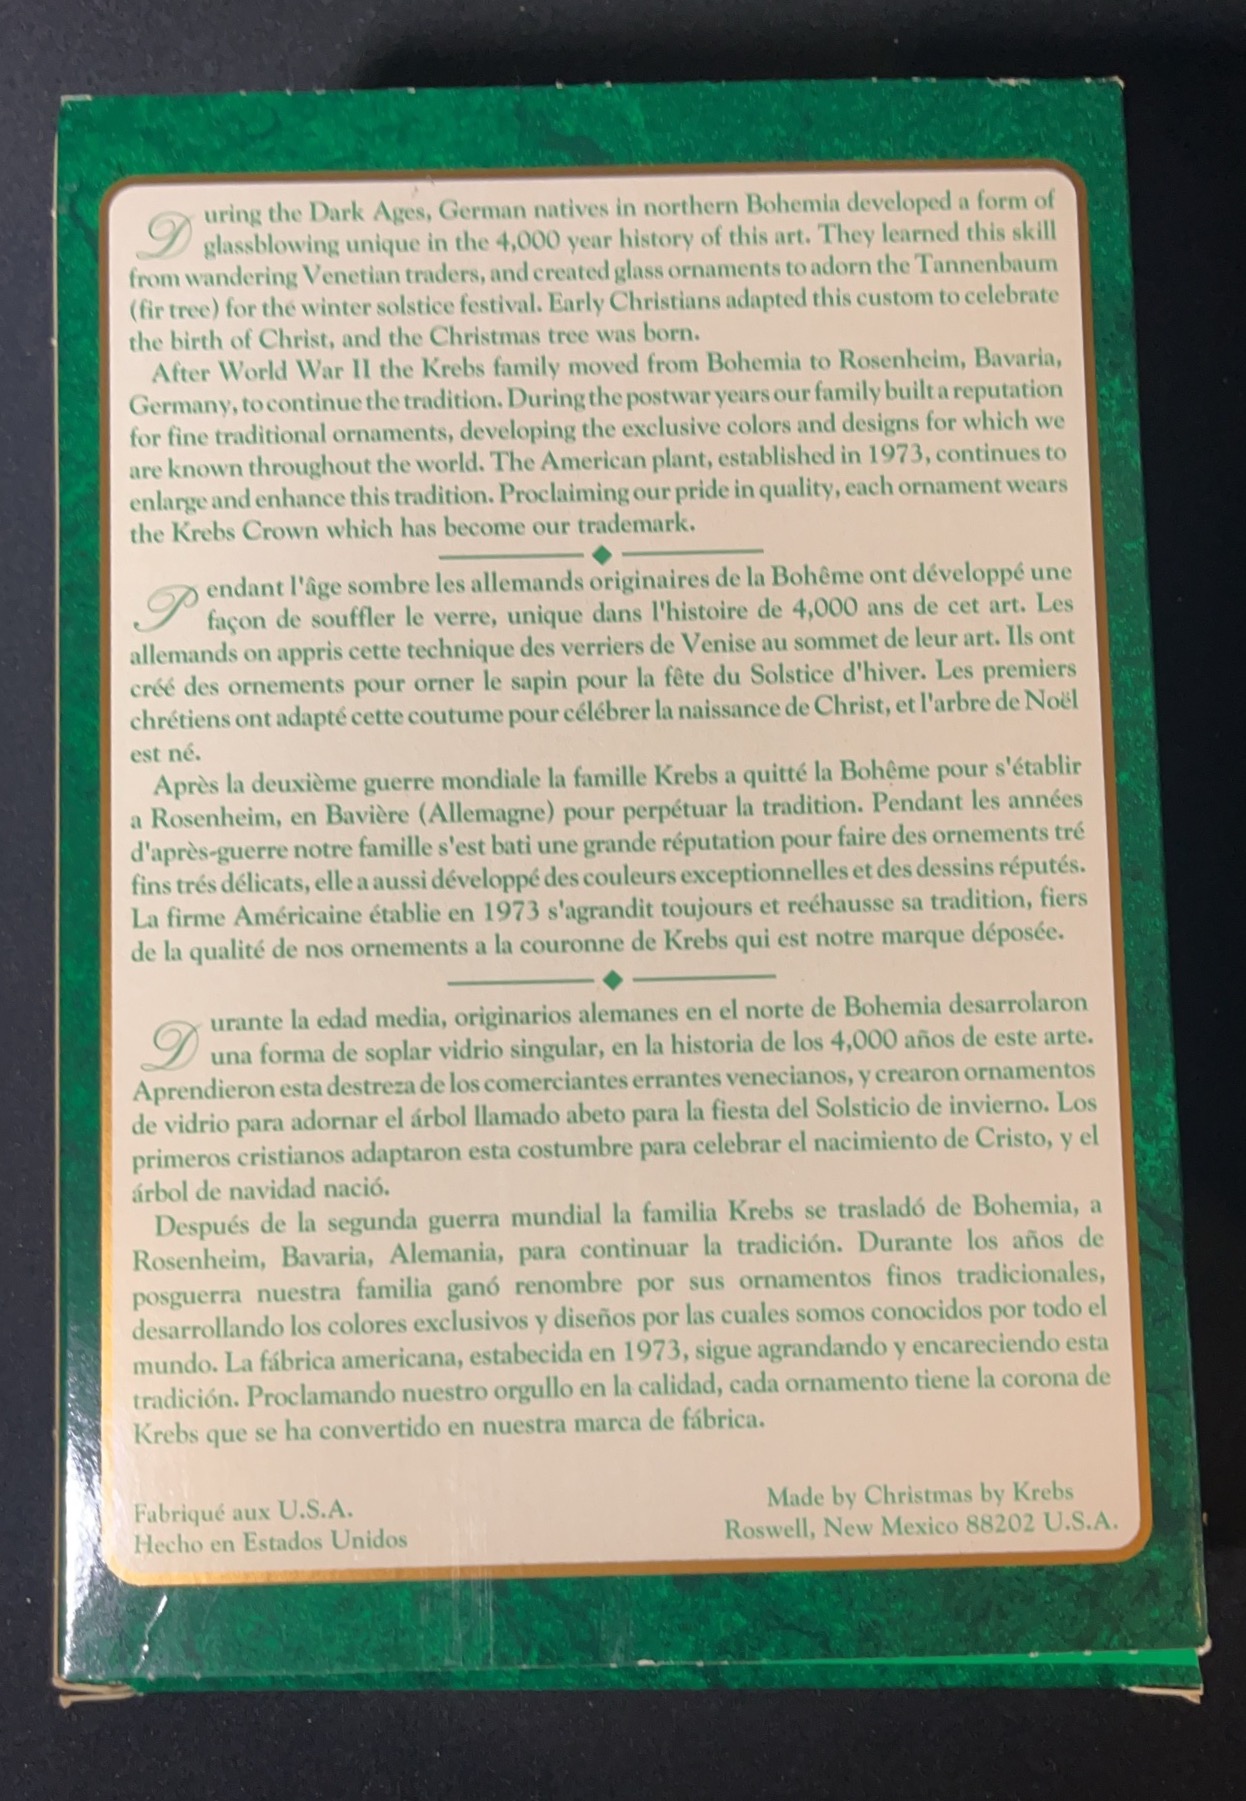 During the Dark Ages, German natives in northern Bohemia developed a form of
glassblowing unique in the 4,000 year history of this art. They learned this skill
from wandering Venetian traders, and created glass ornaments to adorn the Tannenbaum
(fir tree) for the winter solstice festival. Early Christians adapted this custom to celebrate
the birth of Christ, and the Christmas tree was born.
After World War II the Krebs family moved from Bohemia to Rosenheim, Bavaria,
Germany, to continue the tradition. During the postwar years our family built a reputation
for fine traditional ornaments, developing the exclusive colors and designs for which we
are known throughout the world. The American plant, established in 1973, continues to
enlarge and enhance this tradition. Proclaiming our pride in quality, each ornament wears
the Krebs Crown which has become our trademark.
Pendant l'âge sombre les allemands originaires de la Bohême ont développé une
façon de souffler le verre, unique dans l'histoire de 4,000 ans de cet art. Les
allemands on appris cette technique des verriers de Venise au sommet de leur art. Ils ont
créé des ornements pour orner le sapin pour la fête du Solstice d'hiver. Les premiers
chrétiens ont adapté cette coutume pour célébrer la naissance de Christ, et l'arbre de Noël
est né.
Après la deuxième guerre mondiale la famille Krebs a quitté la Bohême pour s'établir
a Rosenheim, en Bavière (Allemagne) pour perpétuar la tradition. Pendant les années
d'après-guerre notre famille s'est bati une grande réputation pour faire des ornements tré
fins trés délicats, elle a aussi développé des couleurs exceptionnelles et des dessins réputés.
La firme Américaine établie en 1973 s'agrandit toujours et reéhausse sa tradition, fiers
de la qualité de nos ornements a la couronne de Krebs qui est notre marque déposée.
Durante la edad media, originarios alemanes en el norte de Bohemia desarrolaron
una forma de soplar vidrio singular, en la historia de los 4,000 años de este arte.
Aprendieron esta destreza de los comerciantes errantes venecianos, y crearon ornamentos
de vidrio para adornar el árbol llamado abeto para la fiesta del Solsticio de invierno. Los
primeros cristianos adaptaron esta costumbre para celebrar el nacimiento de Cristo, y el
árbol de navidad nació.
Después de la segunda guerra mundial la familia Krebs se trasladó de Bohemia, a
Rosenheim, Bavaria, Alemania, para continuar la tradición. Durante los años de
posguerra nuestra familia ganó renombre por sus ornamentos finos tradicionales,
desarrollando los colores exclusivos y diseños por las cuales somos conocidos por todo el
mundo. La fábrica americana, estabecida en 1973, sigue agrandando y encareciendo esta
tradición. Proclamando nuestro orgullo en la calidad, cada ornamento tiene la corona de
Krebs que se ha convertido en nuestra marca de fábrica.
Fabriqué aux U.S.A.
Hecho en Estados Unidos
Made by Christmas by Krebs
Roswell, New Mexico 88202 U.S.A.